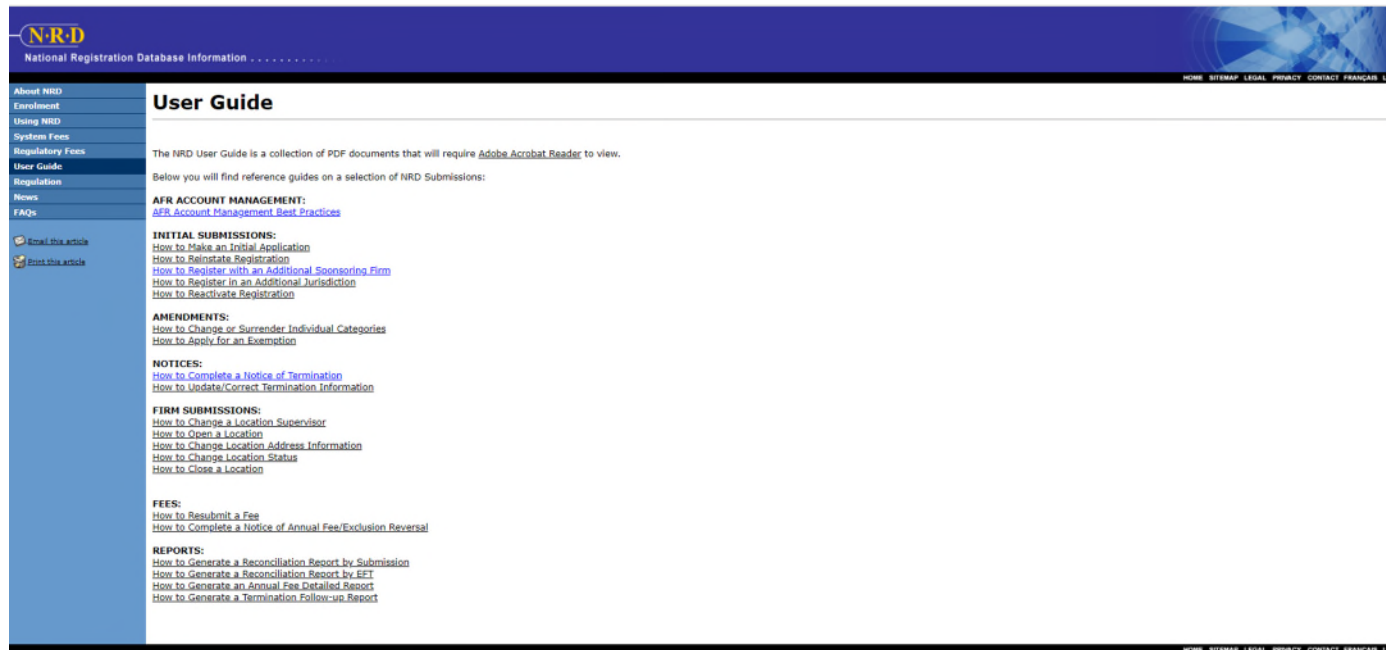 N·R·D
National Registration Database Information . . . . . . . . . . . .
HOME SITEMAP LEGAL PRIVACY CONTACT FRANÇAIS L
About NRD
Enrolment
Using NRD
System Fees
Regulatory Fees
User Guide
Regulation
News
FAQs
Email this article
Print this article
User Guide
The NRD User Guide is a collection of PDF documents that will require Adobe Acrobat Reader to view.
Below you will find reference guides on a selection of NRD Submissions:
AFR ACCOUNT MANAGEMENT:
AFR Account Management Best Practices
INITIAL SUBMISSIONS:
How to Make an Initial Application
How to Reinstate Registration
How to Register with an Additional Sponsoring Firm
How to Register in an Additional Jurisdiction
How to Reactivate Registration
AMENDMENTS:
How to Change or Surrender Individual Categories
How to Apply for an Exemption
NOTICES:
How to Complete a Notice of Termination
How to Update/Correct Termination Information
FIRM SUBMISSIONS:
How to Change a Location Supervisor
How to Open a Location
How to Change Location Address Information
How to Change Location Status
How to Close a Location
FEES:
How to Resubmit a Fee
How to Complete a Notice of Annual Fee/Exclusion Reversal
REPORTS:
How to Generate a Reconciliation Report by Submission
How to Generate a Reconciliation Report by EFT
How to Generate an Annual Fee Detailed Report
How to Generate a Termination Follow-up Report
HOME SITEMAP LEGAL PRIVACY CONTACT FRANÇAIS L